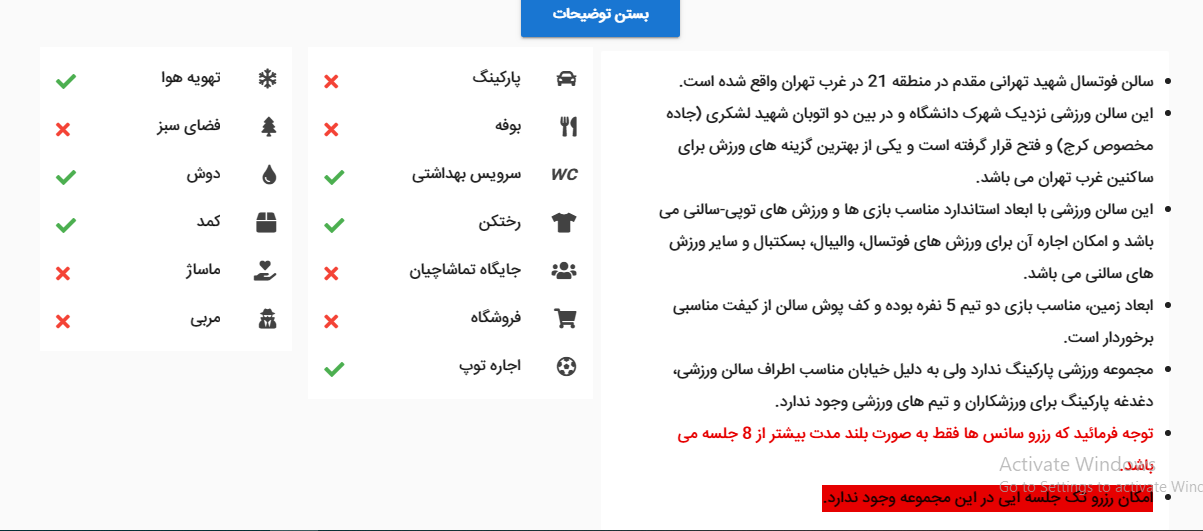 بستن توضیحات
سالن فوتسال شهید تهرانی مقدم در منطقه 21 در غرب تهران واقع شده است.
این سالن ورزشی نزدیک شهرک دانشگاه و در بین دو اتوبان شهید لشکری (جاده
مخصوص کرج) و فتح قرار گرفته است و یکی از بهترین گزینه های ورزش برای
ساکنین غرب تهران می باشد.
این سالن ورزشی با ابعاد استاندارد مناسب بازی ها و ورزش های توپی-سالنی می
باشد و امکان اجاره آن برای ورزش های فوتسال، والیبال، بسکتبال و سایر ورزش
های سالنی می باشد.
ابعاد زمین، مناسب بازی دو تیم 5 نفره بوده و کف پوش سالن از کیفت مناسبی
برخوردار است.
مجموعه ورزشی پارکینگ ندارد ولی به دلیل خیابان مناسب اطراف سالن ورزشی،
دغدغه پارکینگ برای ورزشکاران و تیم های ورزشی وجود ندارد.
توجه فرمائید که رزرو سانس ها فقط به صورت بلند مدت بیشتر از 8 جلسه می
باشد.
امکان رزرو تک جلسه ایی در این مجموعه وجود ندارد.
پارکینگ
بوفه
WC سرویس بهداشتی
رختکن
جایگاه تماشاچیان
فروشگاه
اجاره توپ
تهویه هوا
فضای سبز
دوش
کمد
ماساژ
مربی
Activate Windows
Go to Settings to activate Wind